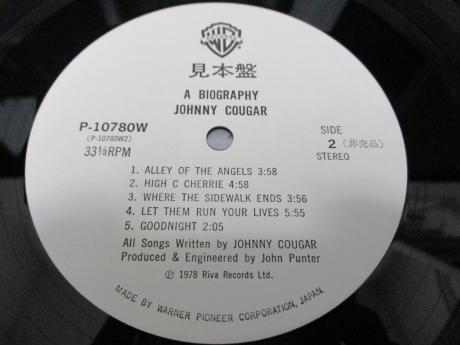 見本盤
A BIOGRAPHY
JOHNNY COUGAR
P-10780W
(P-10780W2)
33⅓RPM
SIDE
2 (非売品)
STEREO
1. ALLEY OF THE ANGELS 3:58
2. HIGH C CHERRIE 4:58
3. WHERE THE SIDEWALK ENDS 3:56
4. LET THEM RUN YOUR LIVES 5:55
5. GOODNIGHT 2:05
All Songs Written by JOHNNY COUGAR
Produced & Engineered by John Punter
Ⓟ 1978 Riva Records Ltd.
MADE BY WARNER PIONEER CORPORATION, JAPAN.